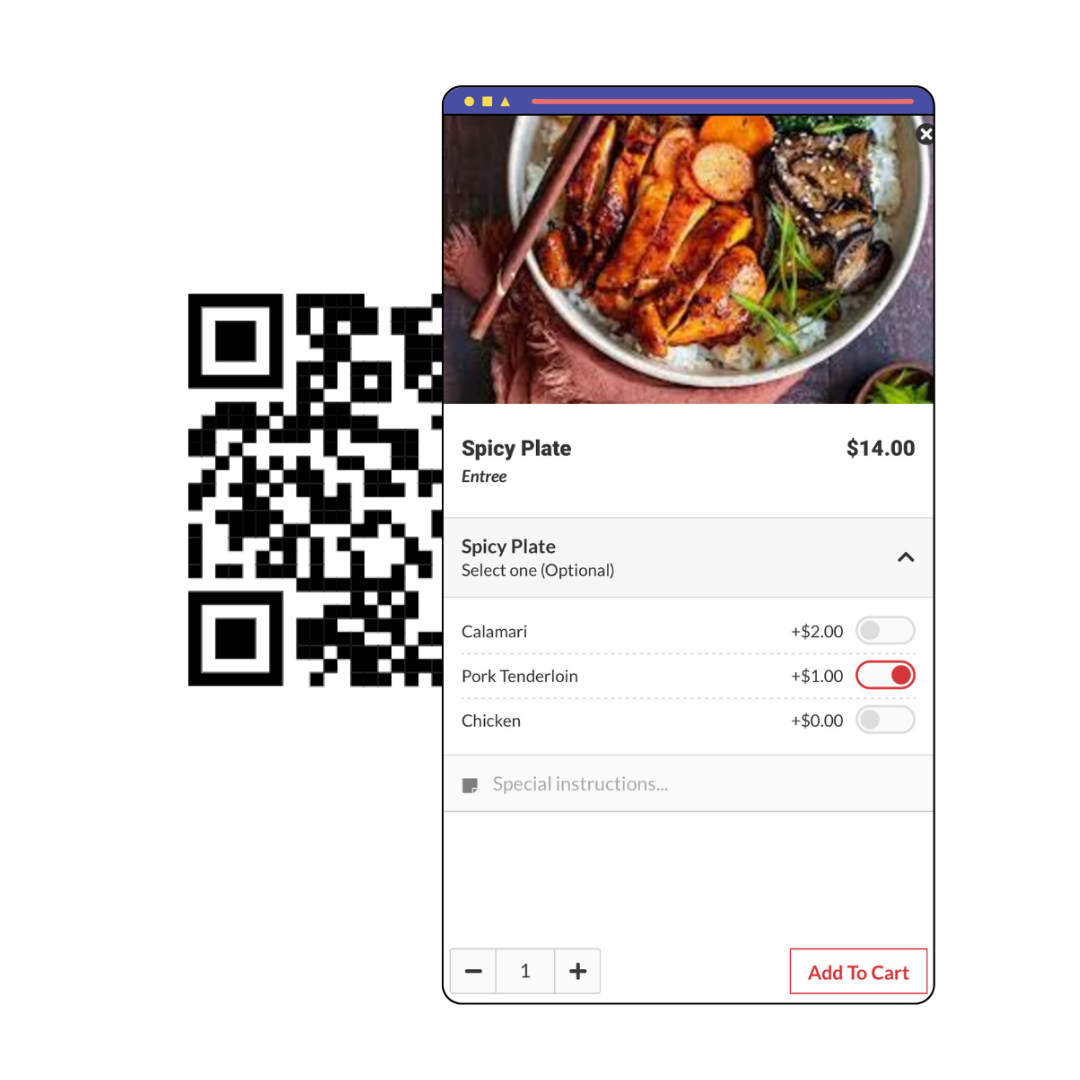 Spicy Plate $14.00
Entree
Spicy Plate
Select one (Optional)
Calamari +$2.00
Pork Tenderloin +$1.00
Chicken +$0.00
Special instructions...
1 Add To Cart